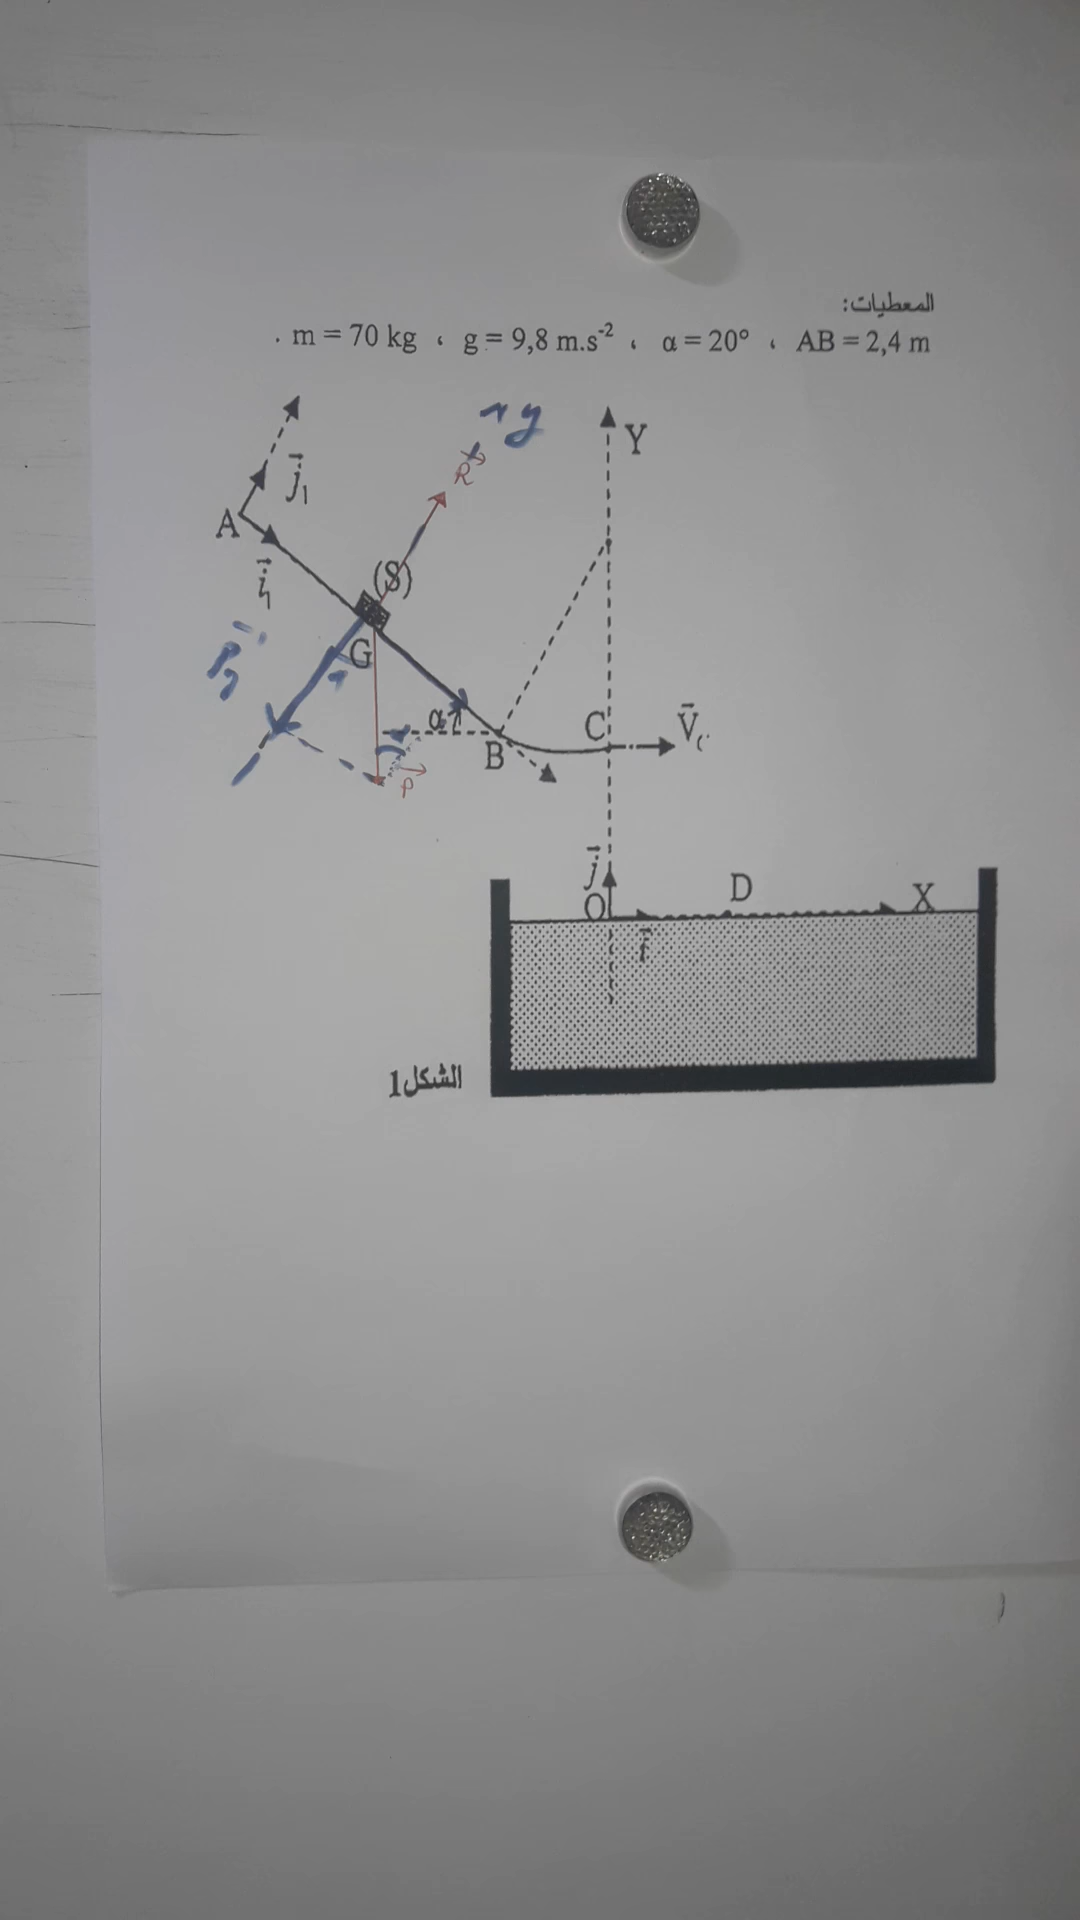 المعطيات:
. m = 70 kg ، g = 9,8 m.s⁻² ، α = 20° ، AB = 2,4 m
y
Y
R
j₁
A
(S)
i₁
G
P
y
α
B
C
V
P
j
O
D
X
i
الشكل1